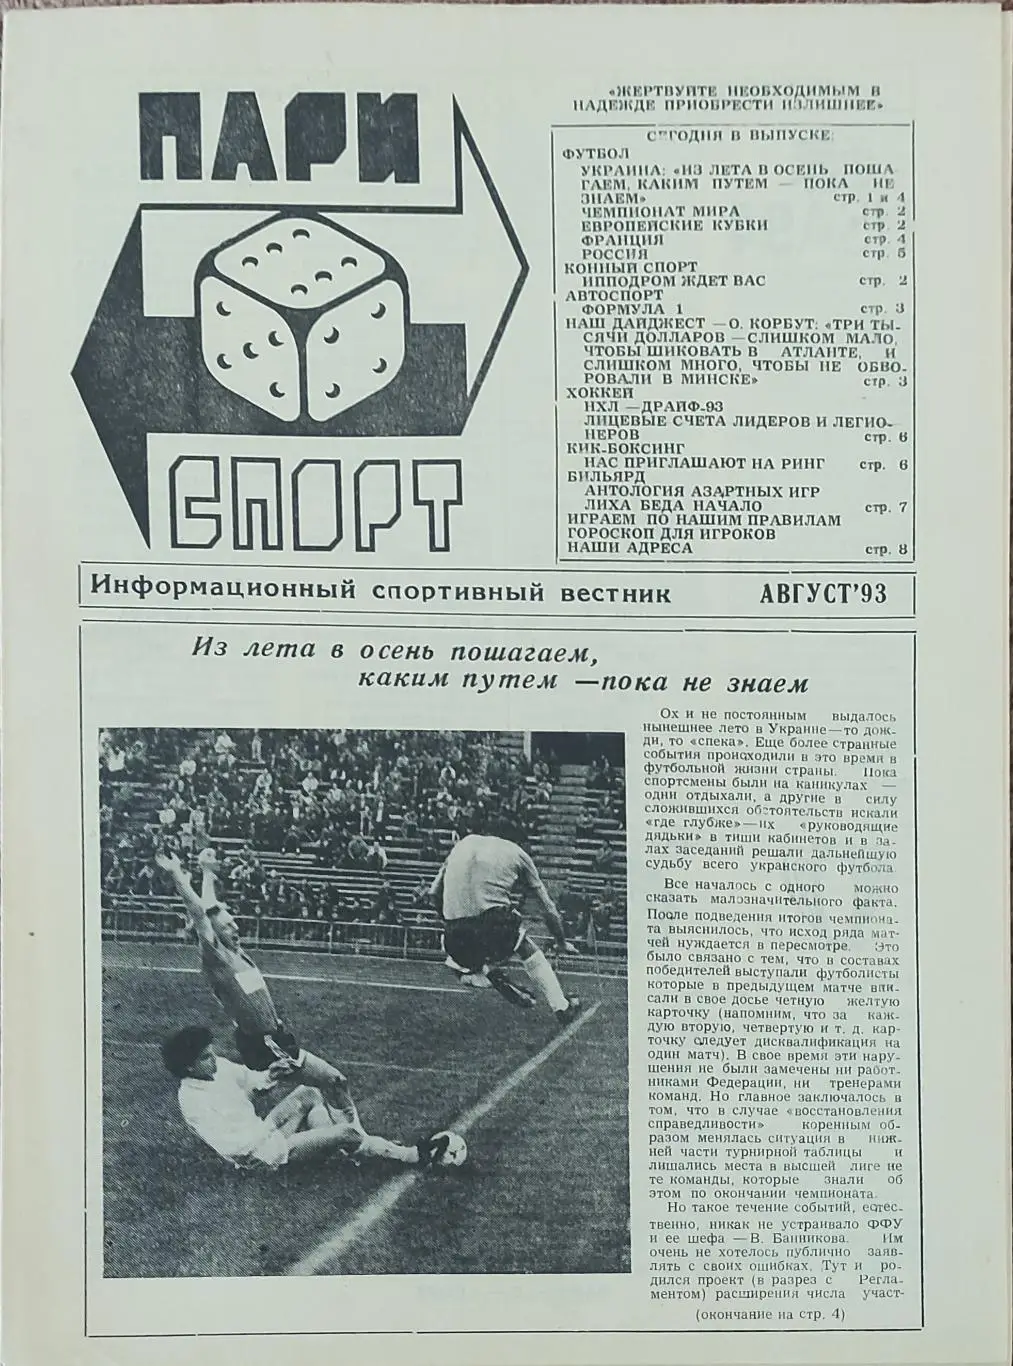 ПАРИ
СПОРТ
«ЖЕРТВУЙТЕ НЕОБХОДИМЫМ В
НАДЕЖДЕ ПРИОБРЕСТИ ИЗЛИШНЕЕ»
СЕГОДНЯ В ВЫПУСКЕ:
ФУТБОЛ
УКРАИНА: «ИЗ ЛЕТА В ОСЕНЬ ПОША
ГАЕМ, КАКИМ ПУТЕМ — ПОКА НЕ
ЗНАЕМ» стр. 1 и 4
ЧЕМПИОНАТ МИРА стр. 2
ЕВРОПЕЙСКИЕ КУБКИ стр. 2
ФРАНЦИЯ стр. 4
РОССИЯ стр. 5
КОННЫЙ СПОРТ
ИППОДРОМ ЖДЕТ ВАС стр. 2
АВТОСПОРТ
ФОРМУЛА 1 стр. 3
НАШ ДАЙДЖЕСТ — О. КОРБУТ: «ТРИ ТЫ-
СЯЧИ ДОЛЛАРОВ — СЛИШКОМ МАЛО,
ЧТОБЫ ШИКОВАТЬ В АТЛАНТЕ, И
СЛИШКОМ МНОГО, ЧТОБЫ НЕ ОБВО-
РОВАЛИ В МИНСКЕ» стр. 3
ХОККЕЙ
НХЛ — ДРАЙФ-93
ЛИЦЕВЫЕ СЧЕТА ЛИДЕРОВ И ЛЕГИО-
НЕРОВ стр. 6
КИК-БОКСИНГ
НАС ПРИГЛАШАЮТ НА РИНГ стр. 6
БИЛЬЯРД
АНТОЛОГИЯ АЗАРТНЫХ ИГР
ЛИХА БЕДА НАЧАЛО стр. 7
ИГРАЕМ ПО НАШИМ ПРАВИЛАМ
ГОРОСКОП ДЛЯ ИГРОКОВ
НАШИ АДРЕСА стр. 8
Информационный спортивный вестник АВГУСТ'93
Из лета в осень пошагаем,
каким путем — пока не знаем
Ох и не постоянным выдалось
нынешнее лето в Украине—то дож-
ди, то «спека». Еще более странные
события происходили в это время в
футбольной жизни страны. Пока
спортсмены были на каникулах —
одни отдыхали, а другие в силу
сложившихся обстоятельств искали
«где глубже» — их «руководящие
дядьки» в тиши кабинетов и в за-
лах заседаний решали дальнейшую
судьбу всего укранского футбола
Все началось с одного можно
сказать малозначительного факта.
После подведения итогов чемпиона-
та выяснилось, что исход ряда мат-
чей нуждается в пересмотре. Это
было связано с тем, что в составах
победителей выступали футболисты
которые в предыдущем матче впи-
сали в свое досье четную желтую
карточку (напомним, что за каж-
дую вторую, четвертую и т. д. кар-
точку следует дисквалификация на
один матч). В свое время эти нару-
шения не были замечены ни работ-
никами Федерации, ни тренерами
команд. Но главное заключалось в
том, что в случае «восстановления
справедливости» коренным об-
разом менялась ситуация в ниж-
ней части турнирной таблицы и
лишались места в высшей лиге не
те команды, которые знали об
этом по окончании чемпионата.
Но такое течение событий, естес-
твенно, никак не устраивало ФФУ
и ее шефа — В. Банникова. Им
очень не хотелось публично заяв-
лять о своих ошибках. Тут и ро-
дился проект (в разрез с Регла-
ментом) расширения числа участ-
(окончание на стр. 4)